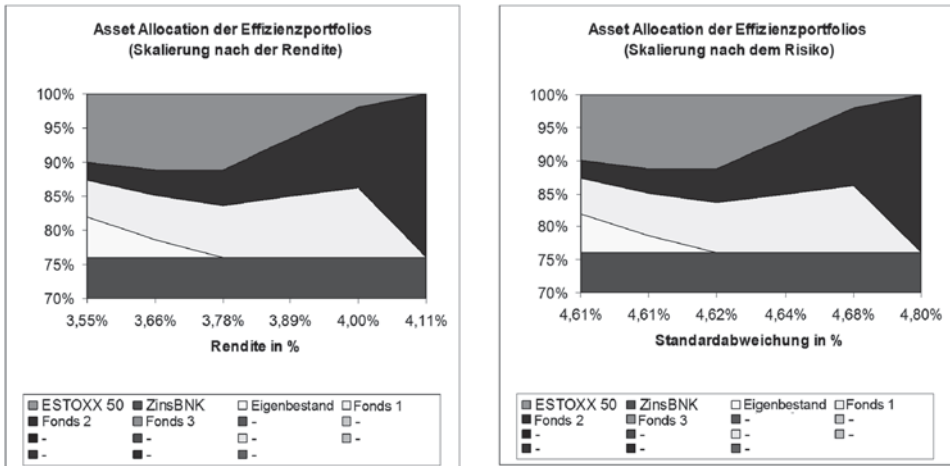 Asset Allocation der Effizienzportfolios
(Skalierung nach der Rendite)
100%
95%
90%
85%
80%
75%
70%
3,55%
3,66%
3,78%
3,89%
4,00%
4,11%
Rendite in %
ESTOXX 50
ZinsBNK
Eigenbestand
Fonds 1
Fonds 2
Fonds 3
-
-
-
-
-
-
-
-
-
Asset Allocation der Effizienzportfolios
(Skalierung nach dem Risiko)
100%
95%
90%
85%
80%
75%
70%
4,61%
4,61%
4,62%
4,64%
4,68%
4,80%
Standardabweichung in %
ESTOXX 50
ZinsBNK
Eigenbestand
Fonds 1
Fonds 2
Fonds 3
-
-
-
-
-
-
-
-
-